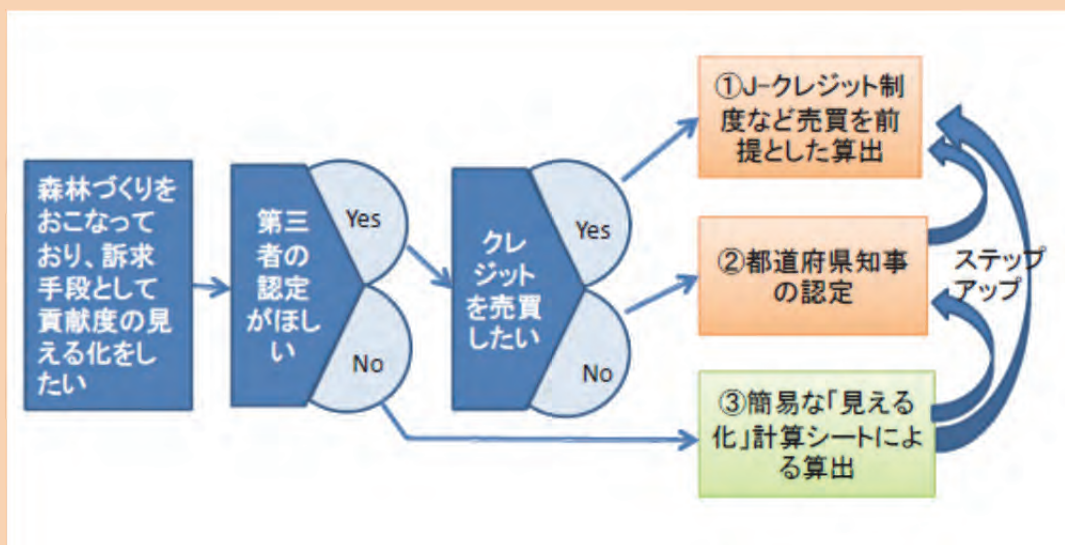 森林づくりを
おこなって
おり、訴求
手段として
貢献度の見
える化をし
たい
第三
者の
認定
がほし
い
Yes
No
クレ
ジット
を売買
したい
Yes
No
①J-クレジット制
度など売買を前
提とした算出
②都道府県知事
の認定
③簡易な「見える
化」計算シートによ
る算出
ステップ
アップ